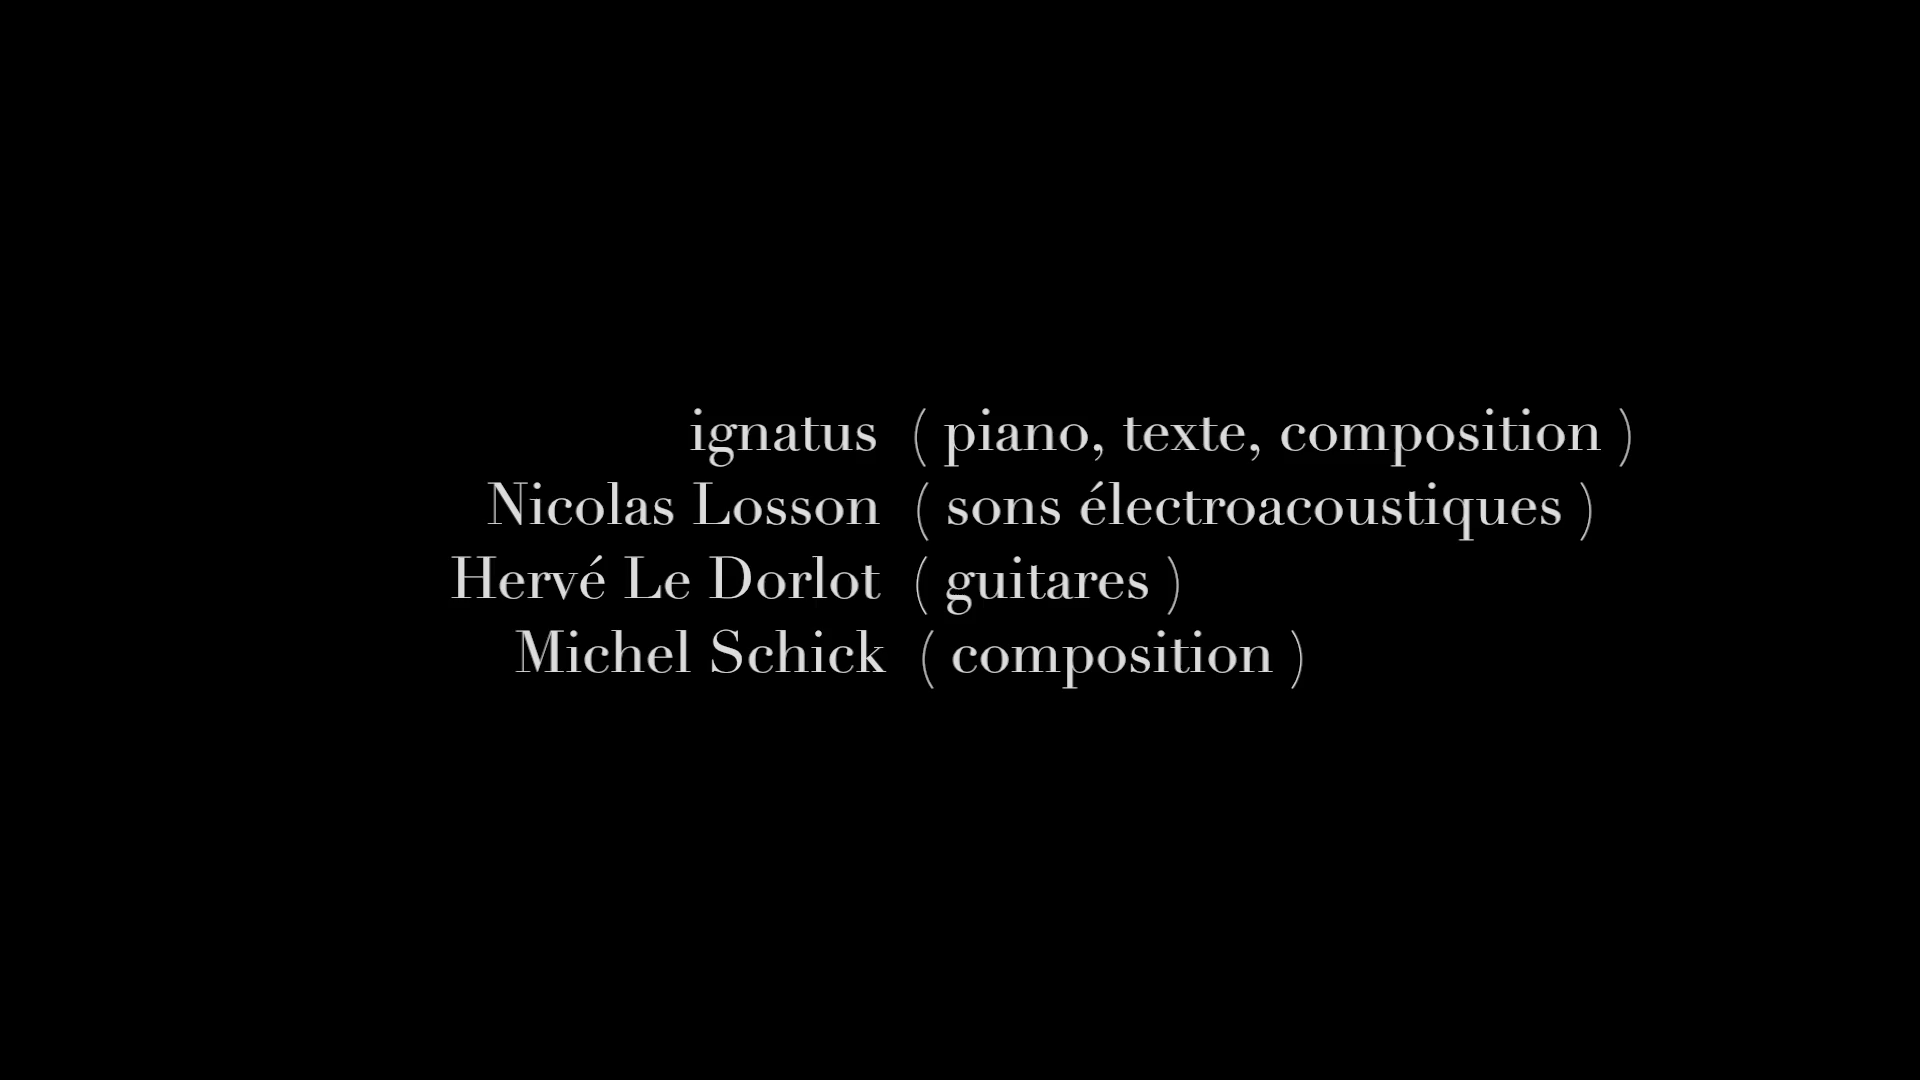 ignatus ( piano, texte, composition )
Nicolas Losson ( sons électroacoustiques )
Hervé Le Dorlot ( guitares )
Michel Schick ( composition )